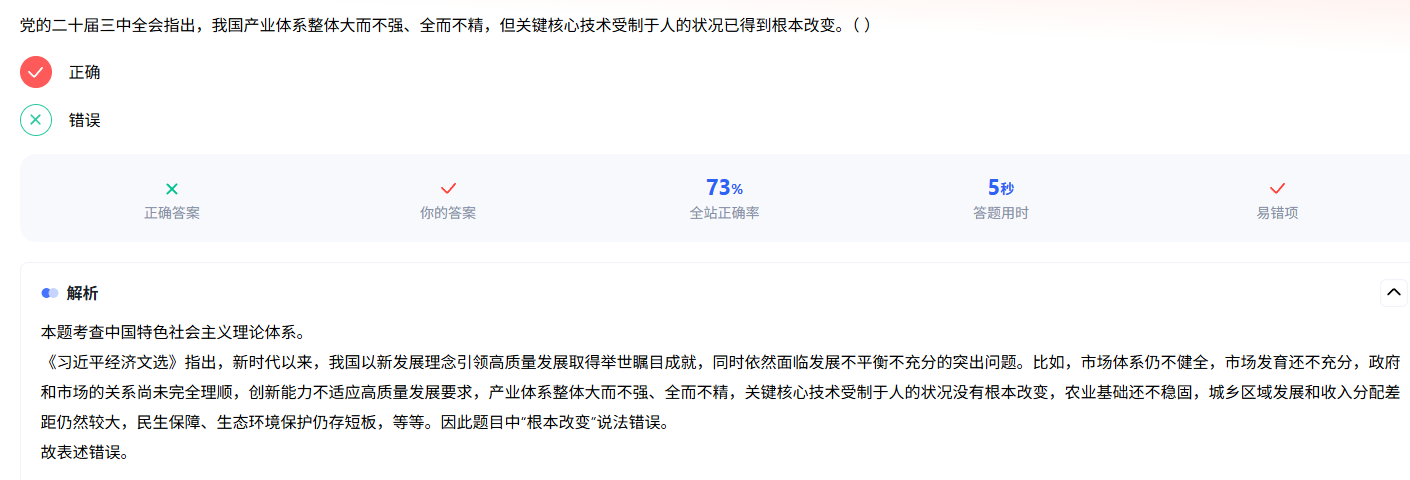 党的二十届三中全会指出，我国产业体系整体大而不强、全而不精，但关键核心技术受制于人的状况已得到根本改变。（ ）
正确
错误
73% 5秒
正确答案 你的答案 全站正确率 答题用时 易错项
解析
本题考查中国特色社会主义理论体系。
《习近平经济文选》指出，新时代以来，我国以新发展理念引领高质量发展取得举世瞩目成就，同时依然面临发展不平衡不充分的突出问题。比如，市场体系仍不健全，市场发育还不充分，政府
和市场的关系尚未完全理顺，创新能力不适应高质量发展要求，产业体系整体大而不强、全而不精，关键核心技术受制于人的状况没有根本改变，农业基础还不稳固，城乡区域发展和收入分配差
距仍然较大，民生保障、生态环境保护仍存短板，等等。因此题目中“根本改变”说法错误。
故表述错误。